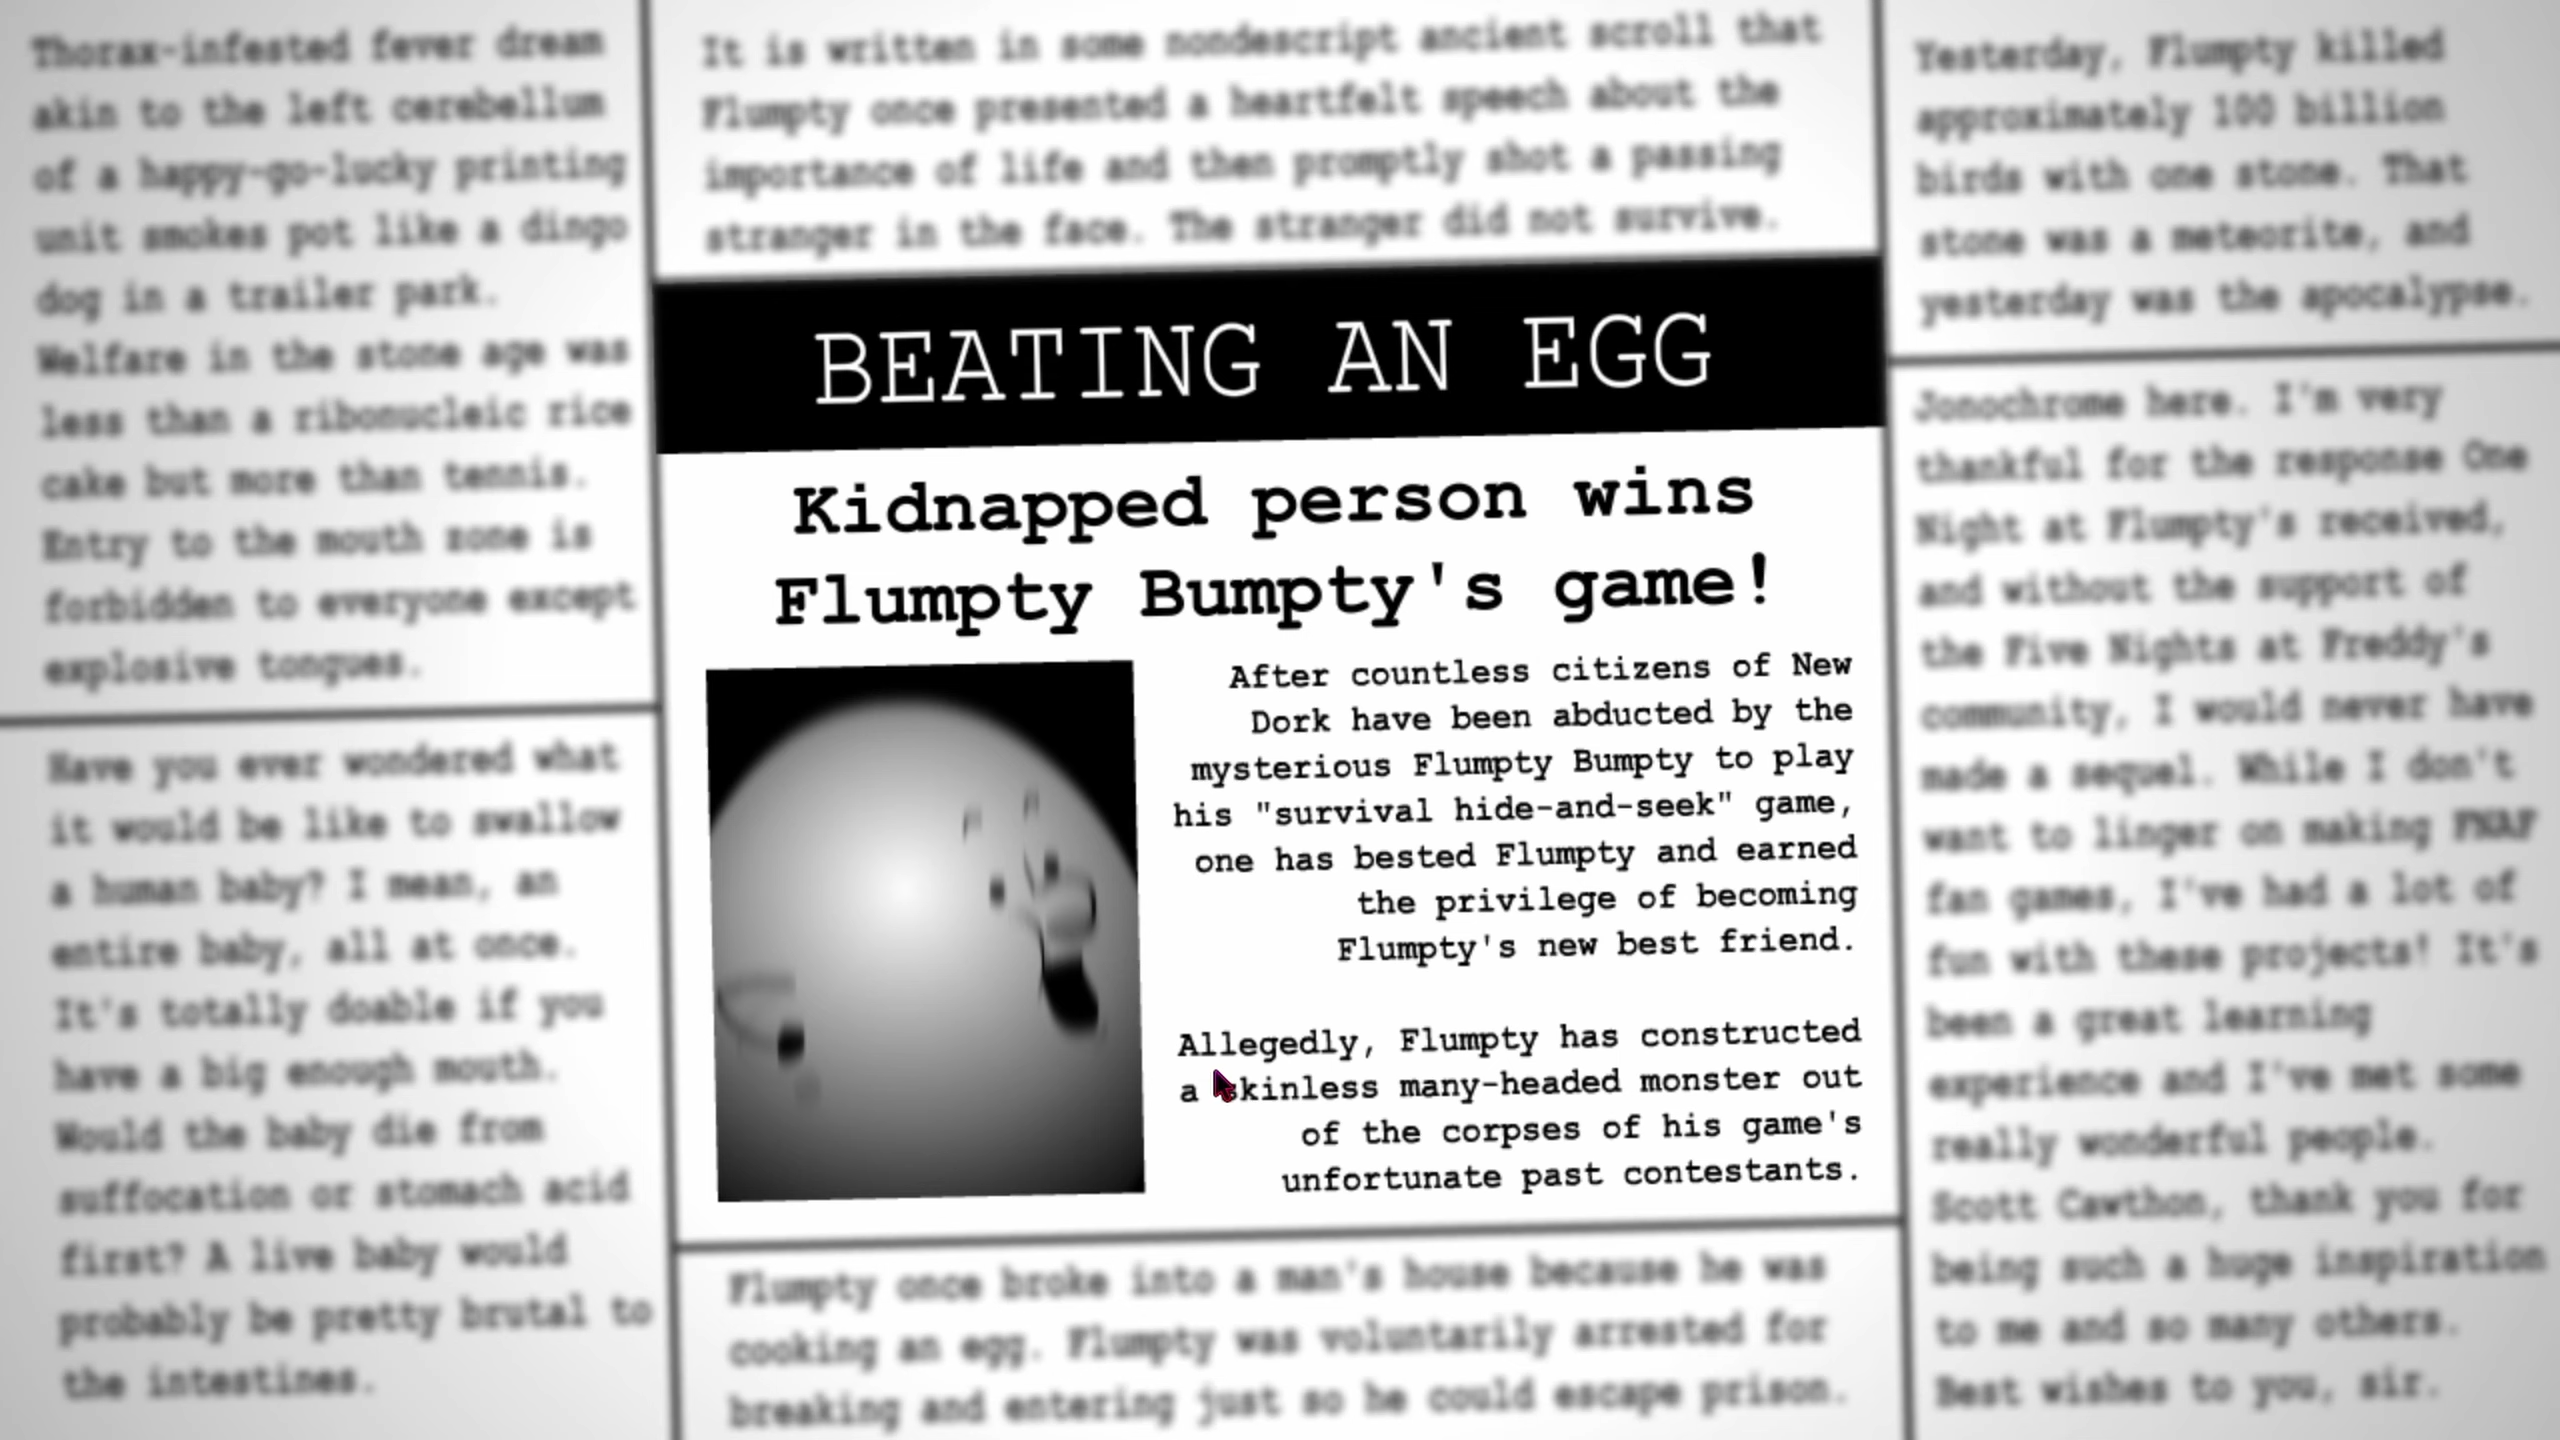 Thorax-infested fever dream
akin to the left cerebellum
of a happy-go-lucky printing
unit smokes pot like a dingo
dog in a trailer park.
Welfare in the stone age was
less than a ribonucleic rice
cake but more than tennis.
Entry to the mouth zone is
forbidden to everyone except
explosive tongues.
Have you ever wondered what
it would be like to swallow
a human baby? I mean, an
entire baby, all at once.
It's totally doable if you
have a big enough mouth.
Would the baby die from
suffocation or stomach acid
first? A live baby would
probably be pretty brutal to
the intestines.
It is written in some nondescript ancient scroll that
Flumpty once presented a heartfelt speech about the
importance of life and then promptly shot a passing
stranger in the face. The stranger did not survive.
BEATING AN EGG
Kidnapped person wins
Flumpty Bumpty's game!
After countless citizens of New
Dork have been abducted by the
mysterious Flumpty Bumpty to play
his "survival hide-and-seek" game,
one has bested Flumpty and earned
the privilege of becoming
Flumpty's new best friend.
Allegedly, Flumpty has constructed
a skinless many-headed monster out
of the corpses of his game's
unfortunate past contestants.
Flumpty once broke into a man's house because he was
cooking an egg. Flumpty was voluntarily arrested for
breaking and entering just so he could escape prison.
Yesterday, Flumpty killed
approximately 100 billion
birds with one stone. That
stone was a meteorite, and
yesterday was the apocalypse.
Jonochrome here. I'm very
thankful for the response One
Night at Flumpty's received,
and without the support of
the Five Nights at Freddy's
community, I would never have
made a sequel. While I don't
want to linger on making FNAF
fan games, I've had a lot of
fun with these projects! It's
been a great learning
experience and I've met some
really wonderful people.
Scott Cawthon, thank you for
being such a huge inspiration
to me and so many others.
Best wishes to you, sir.